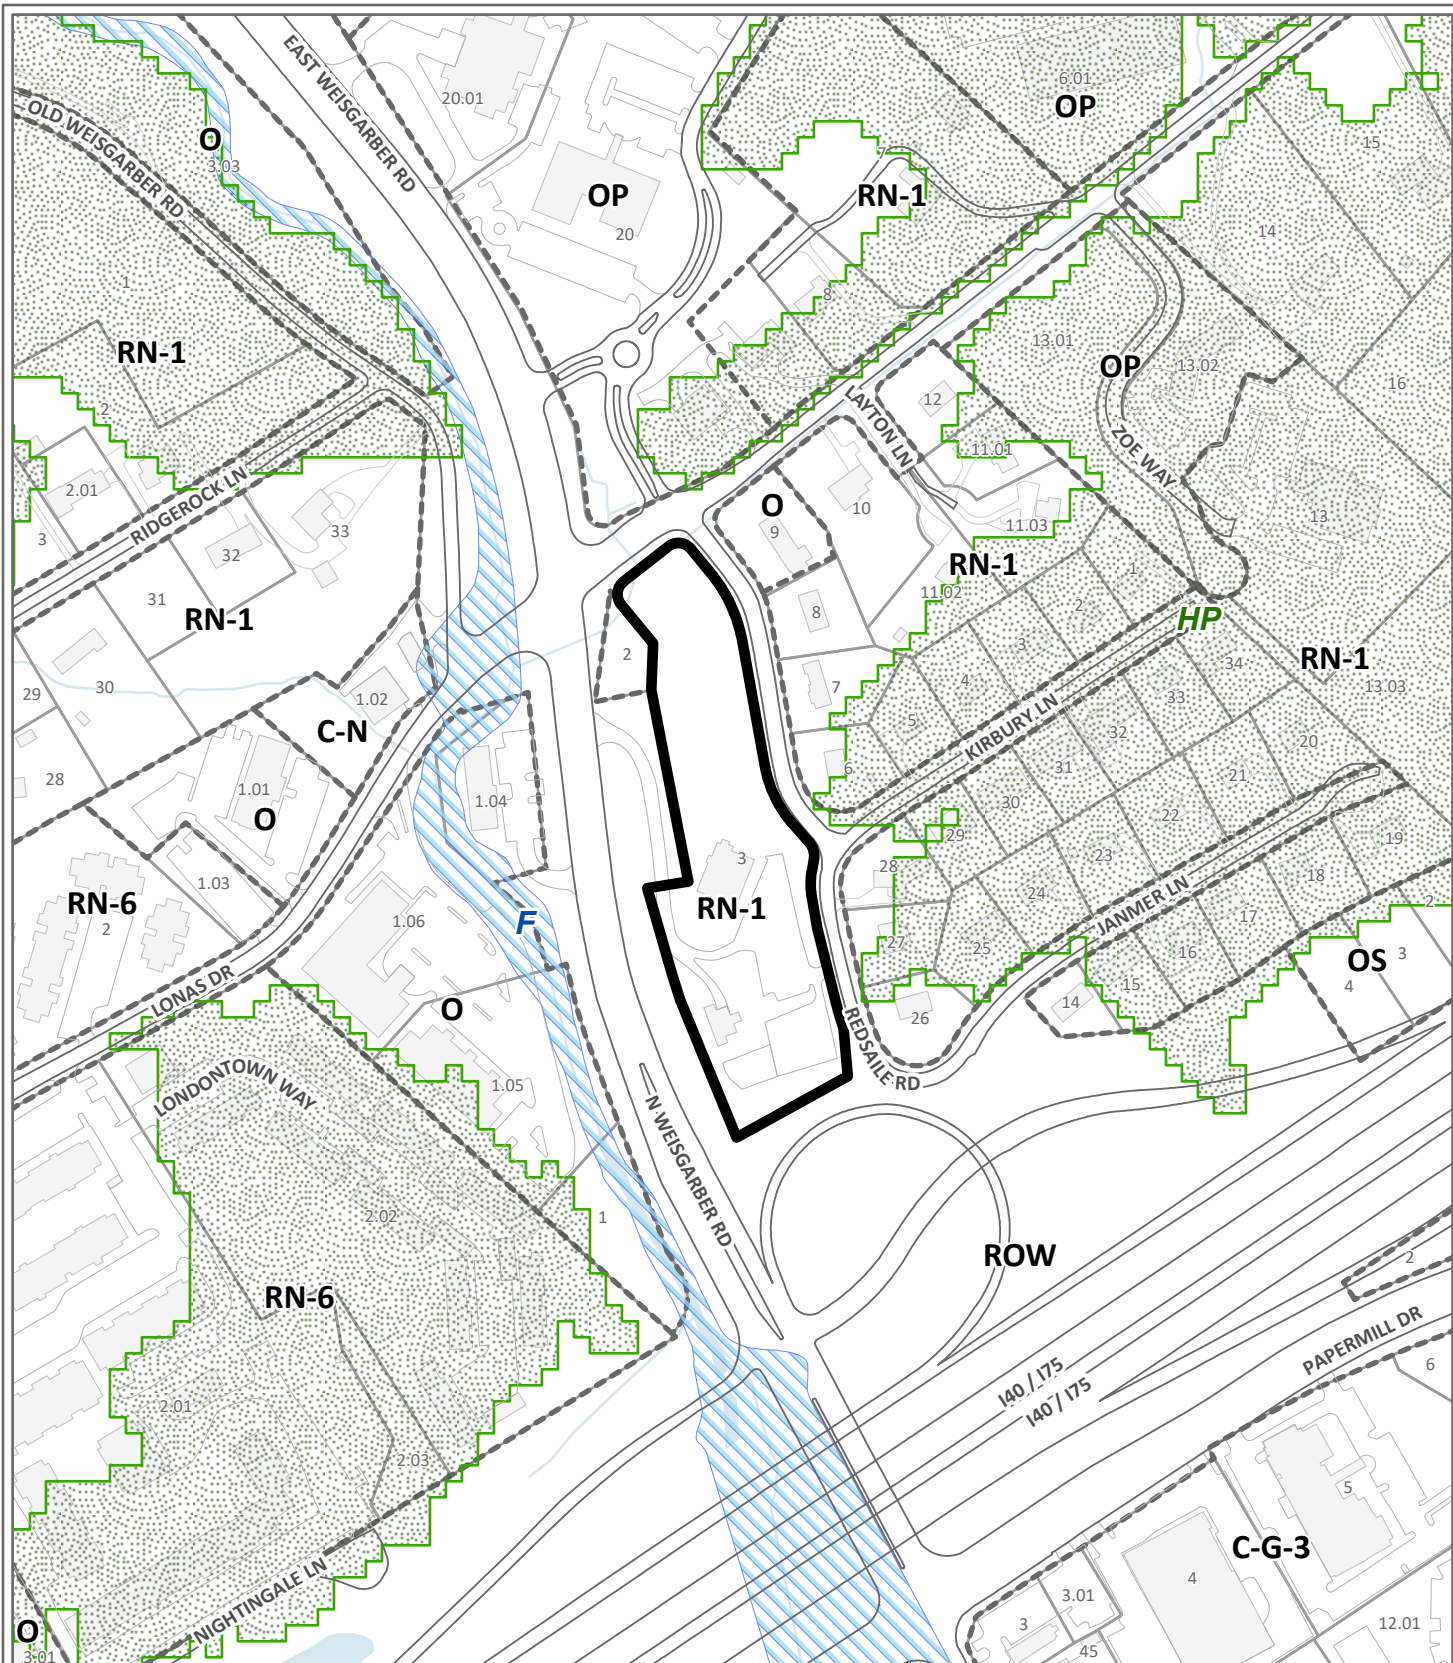 EAST WEISGARBER RD
20.01
6.01
OP
OLD WEISGARBER RD
O
3.03
15
7
OP
RN-1
20
14
1
8
13.01
RN-1
OP
13.02
16
2
12
LAYTON LN
11.01
ZOE WAY
2.01
RIDGEROCK LN
O
10
3
33
9
11.03
13
32
RN-1
1
31
11.02
2
RN-1
8
HP
3
2
34
RN-1
29
30
1.02
4
33
13.03
7
5
KIRBURY LN
C-N
32
20
6
31
21
28
1.01
1.04
30
22
O
29
19
3
23
28
18
1.03
24
JANMER LN
RN-6
2
RN-1
17
2
1.06
F
27
25
16
OS
3
15
4
LONAS DR
O
14
26
REDSAILE RD
LONDONTOWN WAY
1.05
N WEISGARBER RD
2.02
1
ROW
2
RN-6
PAPERMILL DR
I40 / I75
6
I40 / I75
2.01
2.03
5
C-G-3
4
NIGHTINGALE LN
3.01
3
12.01
O
3.01
45